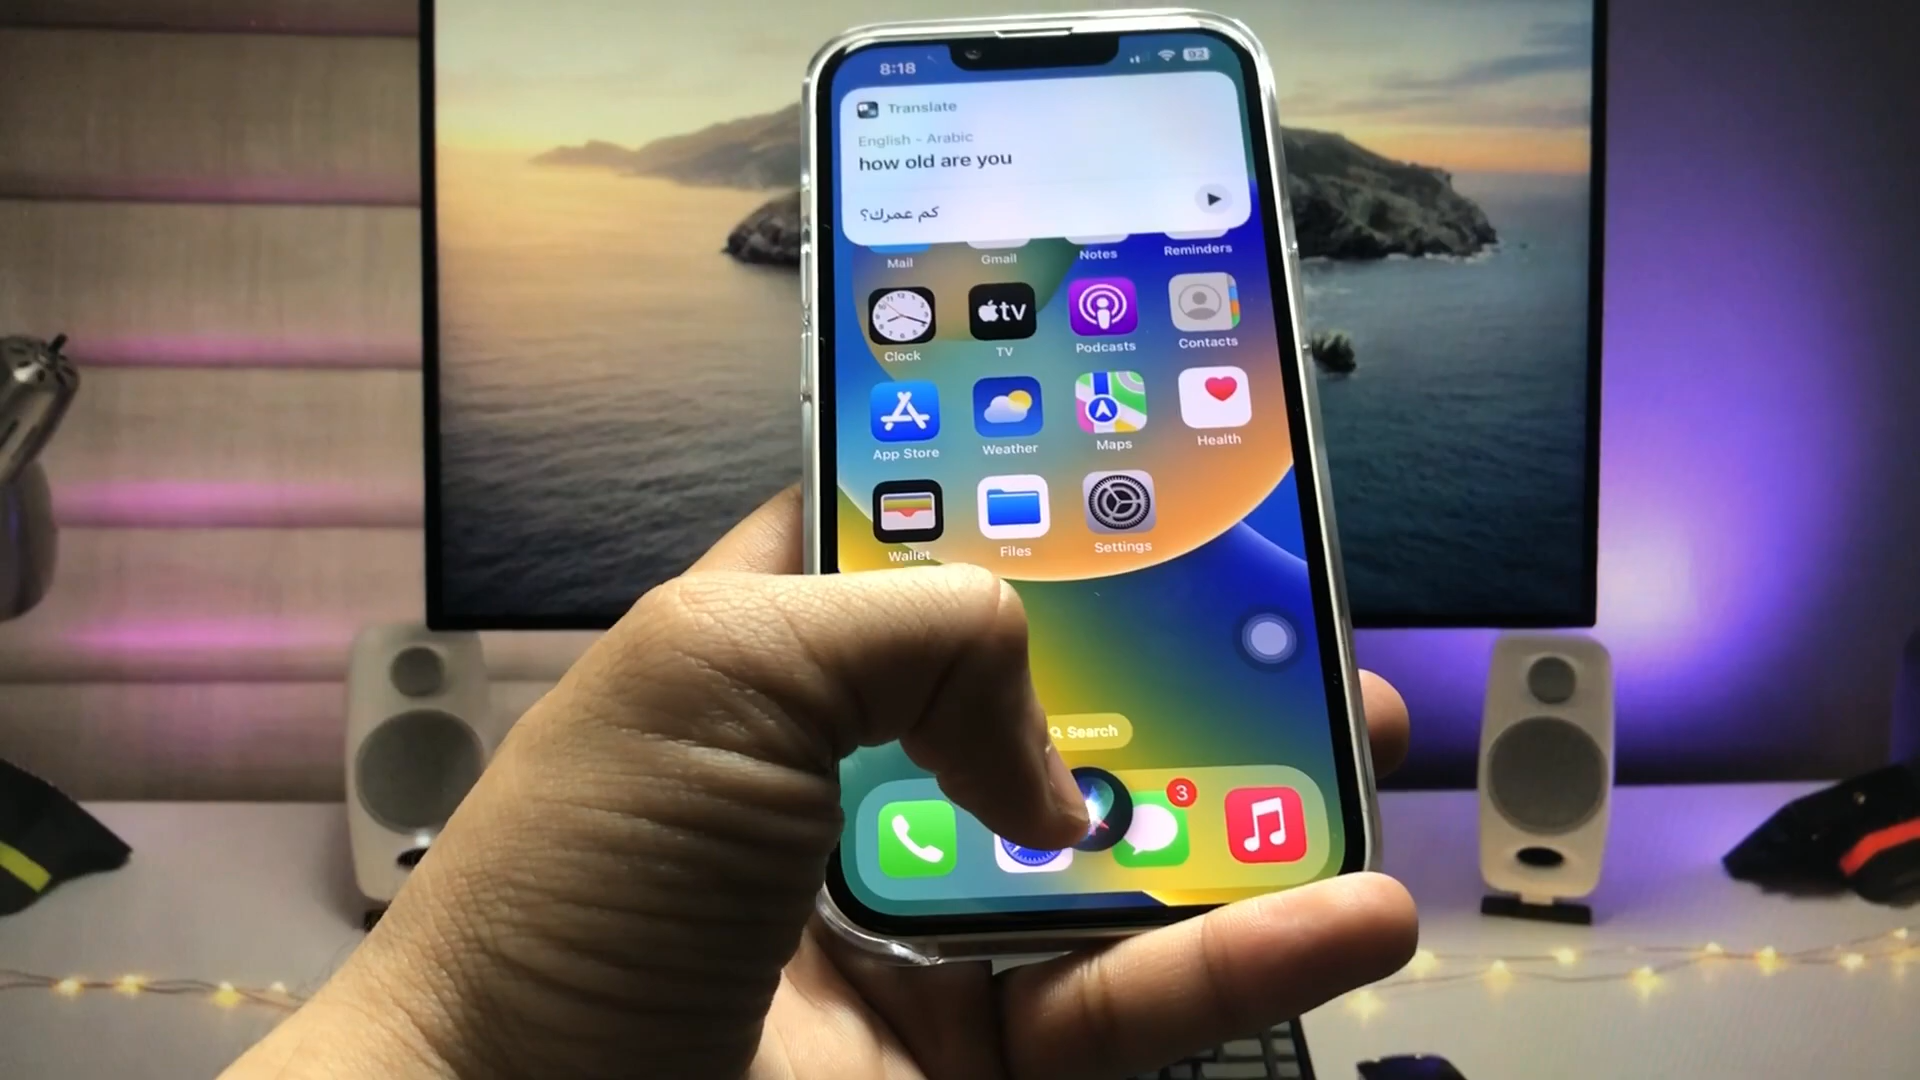 8:18
92
Translate
English - Arabic
how old are you
كم عمرك؟
Mail
Gmail
Notes
Reminders
tv
Clock
TV
Podcasts
Contacts
App Store
Weather
Maps
Health
Wallet
Files
Settings
Search
3